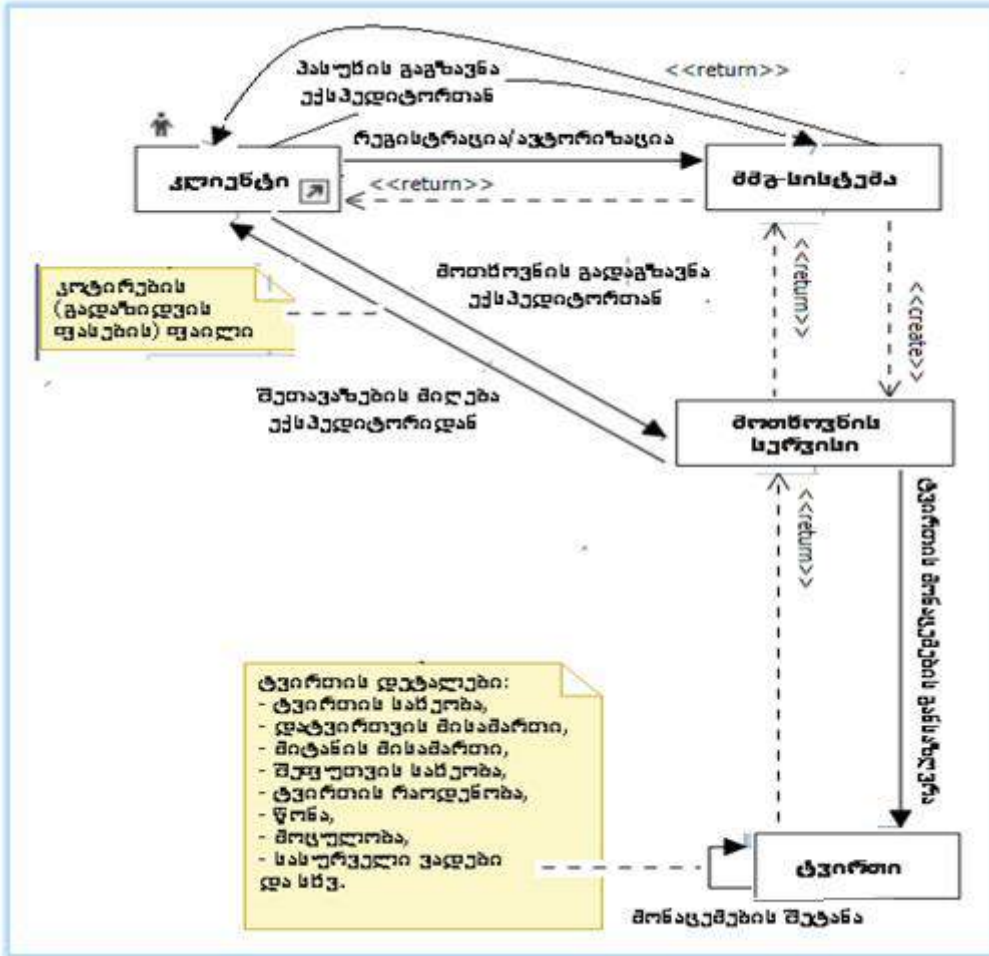 პასუხის გაგზავნა
ექსპედიტორთან
<<return>>
რეგისტრაცია/ავტორიზაცია
კლიენტი
<<return>>
მმგ-სისტემა
კოტირების
(გადაზიდვის
ფასების) ფაილი
მოთხოვნის გადაგზავნა
ექსპედიტორთან
<<return>>
<<create>>
შეთავაზების მიღება
ექსპედიტორიდან
მოთხოვნის
სერვისი
<<return>>
ტვირთის მონაცემების განსაზღვრა
ტვირთის დეტალები:
- ტვირთის სახეობა,
- დატვირთვის მისამართი,
- მიტანის მისამართი,
- შეფუთვის სახეობა,
- ტვირთის რაოდენობა,
- წონა,
- მოცულობა,
- სასურველი ვადები
და სხვ.
ტვირთი
მონაცემების შეტანა